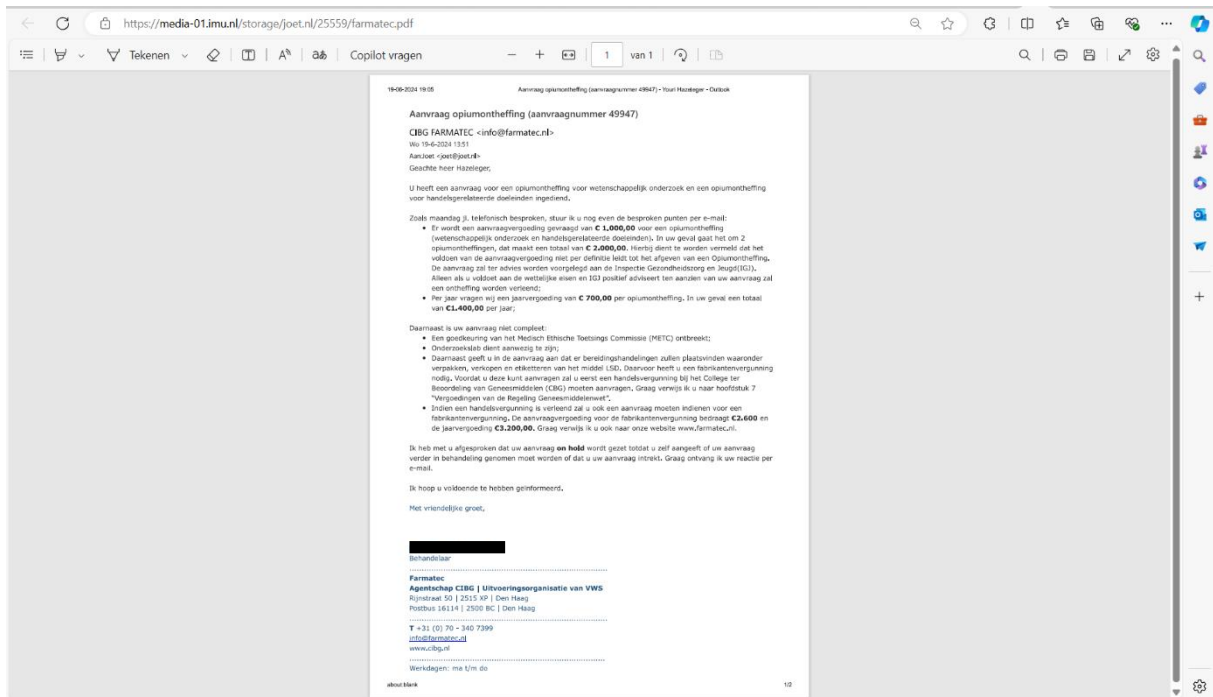 https://media-01.imu.nl/storage/joet.nl/25559/farmatec.pdf
Tekenen
Copilot vragen
1 van 1
19-06-2024 19:05 Aanvraag opiumontheffing (aanvraagnummer 49947) - Youri Hazeleger - Outlook
Aanvraag opiumontheffing (aanvraagnummer 49947)
CIBG FARMATEC <info@farmatec.nl>
Wo 19-6-2024 13:51
Aan:Joet <joet@joet.nl>
Geachte heer Hazeleger,
U heeft een aanvraag voor een opiumontheffing voor wetenschappelijk onderzoek en een opiumontheffing
voor handelsgerelateerde doeleinden ingediend.
Zoals maandag jl. telefonisch besproken, stuur ik u nog even de besproken punten per e-mail:
• Er wordt een aanvraagvergoeding gevraagd van € 1.000,00 voor een opiumontheffing
(wetenschappelijk onderzoek en handelsgerelateerde doeleinden). In uw geval gaat het om 2
opiumontheffingen, dat maakt een totaal van € 2.000,00. Hierbij dient te worden vermeld dat het
voldoen van de aanvraagvergoeding niet per definitie leidt tot het afgeven van een Opiumontheffing.
De aanvraag zal ter advies worden voorgelegd aan de Inspectie Gezondheidszorg en Jeugd(IGJ).
Alleen als u voldoet aan de wettelijke eisen en IGJ positief adviseert ten aanzien van uw aanvraag zal
een ontheffing worden verleend;
• Per jaar vragen wij een jaarvergoeding van € 700,00 per opiumontheffing. In uw geval een totaal
van €1.400,00 per jaar;
Daarnaast is uw aanvraag niet compleet:
• Een goedkeuring van het Medisch Ethische Toetsings Commissie (METC) ontbreekt;
• Onderzoekslab dient aanwezig te zijn;
• Daarnaast geeft u in de aanvraag aan dat er bereidingshandelingen zullen plaatsvinden waaronder
verpakken, verkopen en etiketteren van het middel LSD. Daarvoor heeft u een fabrikantenvergunning
nodig. Voordat u deze kunt aanvragen zal u eerst een handelsvergunning bij het College ter
Beoordeling van Geneesmiddelen (CBG) moeten aanvragen. Graag verwijs ik u naar hoofdstuk 7
"Vergoedingen van de Regeling Geneesmiddelenwet".
• Indien een handelsvergunning is verleend zal u ook een aanvraag moeten indienen voor een
fabrikantenvergunning. De aanvraagvergoeding voor de fabrikantenvergunning bedraagt €2.600 en
de jaarvergoeding €3.200,00. Graag verwijs ik u ook naar onze website www.farmatec.nl.
Ik heb met u afgesproken dat uw aanvraag on hold wordt gezet totdat u zelf aangeeft of uw aanvraag
verder in behandeling genomen moet worden of dat u uw aanvraag intrekt. Graag ontvang ik uw reactie per
e-mail.
Ik hoop u voldoende te hebben geïnformeerd.
Met vriendelijke groet,
Behandelaar
Farmatec
Agentschap CIBG | Uitvoeringsorganisatie van VWS
Rijnstraat 50 | 2515 XP | Den Haag
Postbus 16114 | 2500 BC | Den Haag
T +31 (0) 70 - 340 7399
info@farmatec.nl
www.cibg.nl
Werkdagen: ma t/m do
about:blank 1/2